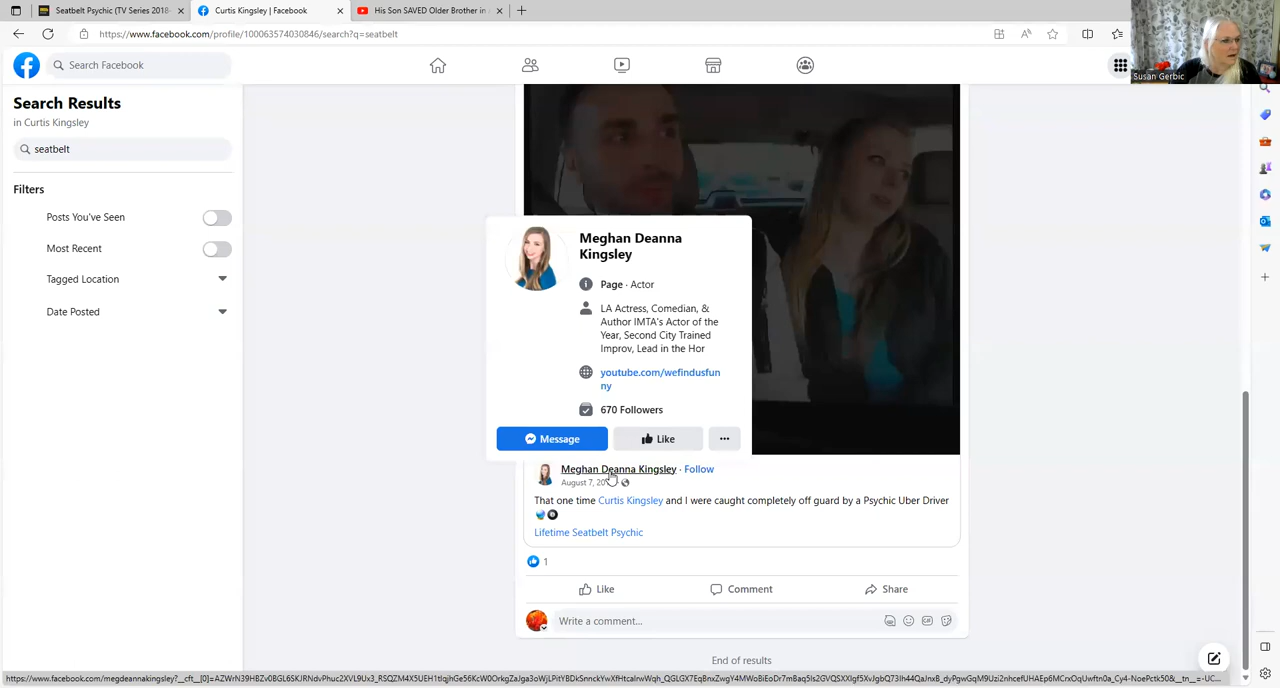 Seatbelt Psychic (TV Series 2018-
Curtis Kingsley | Facebook
His Son SAVED Older Brother in
https://www.facebook.com/profile/100063574030846/search?q=seatbelt
Susan Gerbic
Search Facebook
Search Results
in Curtis Kingsley
seatbelt
Filters
Posts You've Seen
Most Recent
Tagged Location
Date Posted
Meghan Deanna
Kingsley
Page · Actor
LA Actress, Comedian, &
Author IMTA's Actor of the
Year, Second City Trained
Improv, Lead in the Hor
youtube.com/wefindusfun
ny
670 Followers
Message
Like
Meghan Deanna Kingsley · Follow
August 7, 20
That one time Curtis Kingsley and I were caught completely off guard by a Psychic Uber Driver
Lifetime Seatbelt Psychic
1
Like
Comment
Share
Write a comment...
End of results